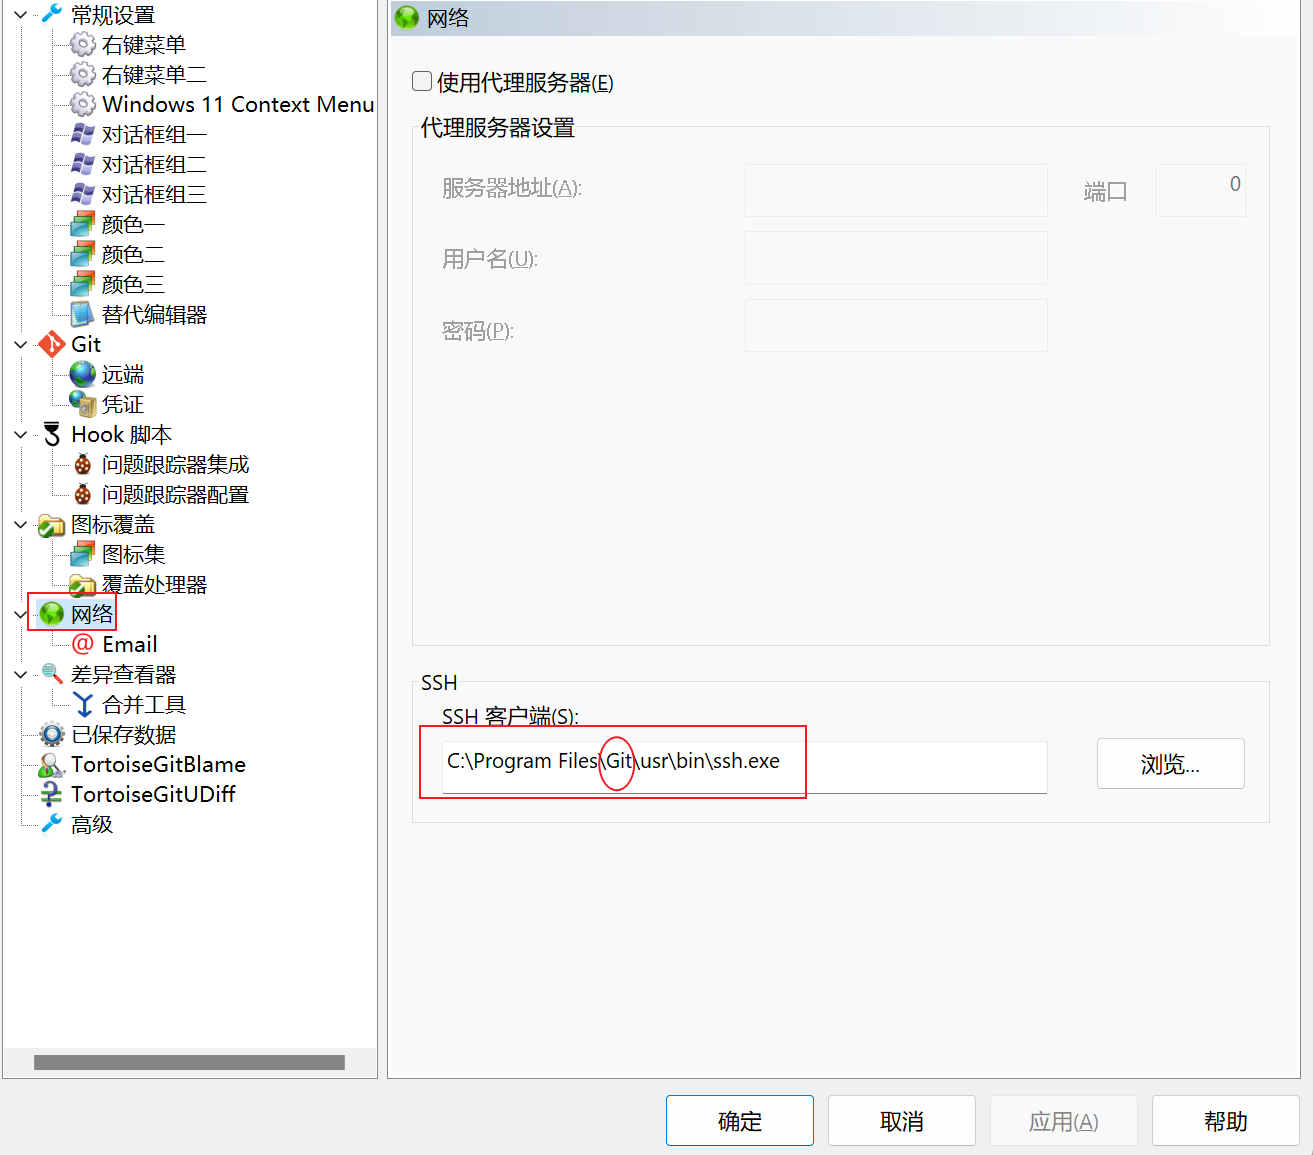 常规设置
右键菜单
右键菜单二
Windows 11 Context Menu
对话框组一
对话框组二
对话框组三
颜色一
颜色二
颜色三
替代编辑器
Git
远端
凭证
Hook 脚本
问题跟踪器集成
问题跟踪器配置
图标覆盖
图标集
覆盖处理器
网络
Email
差异查看器
合并工具
已保存数据
TortoiseGitBlame
TortoiseGitUDiff
高级
网络
使用代理服务器(E)
代理服务器设置
服务器地址(A):
端口
0
用户名(U):
密码(P):
SSH
SSH 客户端(S):
C:\Program Files\Git\usr\bin\ssh.exe
浏览...
确定
取消
应用(A)
帮助